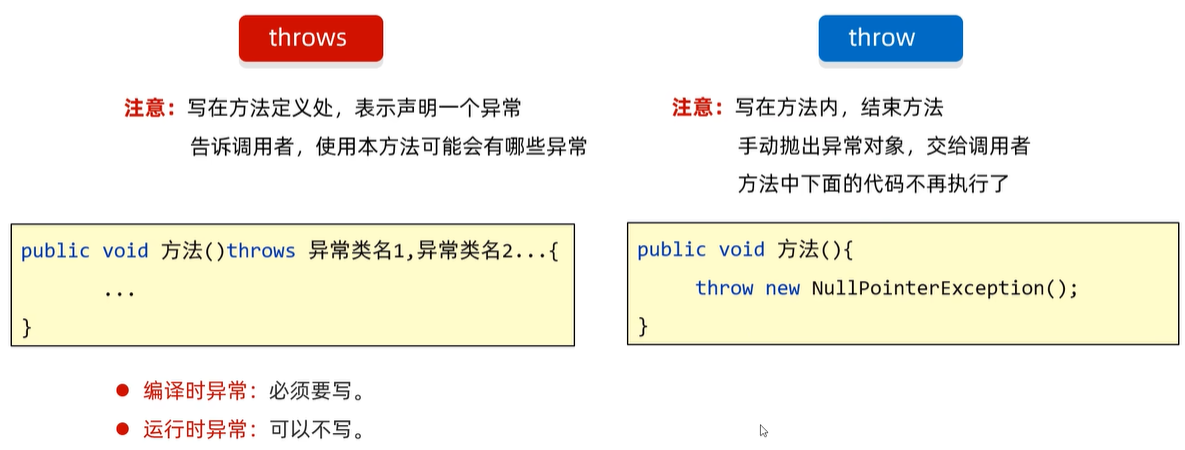 throws
注意：写在方法定义处，表示声明一个异常
告诉调用者，使用本方法可能会有哪些异常
public void 方法()throws 异常类名1,异常类名2...{
...
}
编译时异常：必须要写。
运行时异常：可以不写。
throw
注意：写在方法内，结束方法
手动抛出异常对象，交给调用者
方法中下面的代码不再执行了
public void 方法(){
throw new NullPointerException();
}